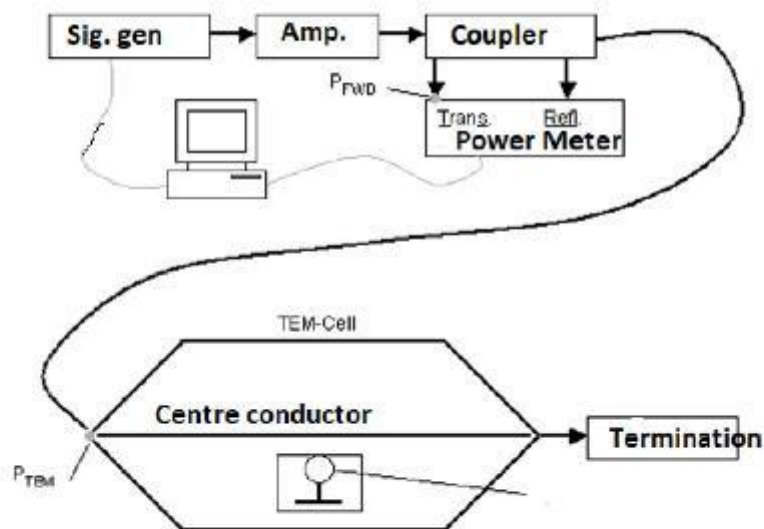 Sig. gen
Amp.
Coupler
PFWD
Trans. Refl.
Power Meter
TEM-Cell
Centre conductor
Termination
PTEM